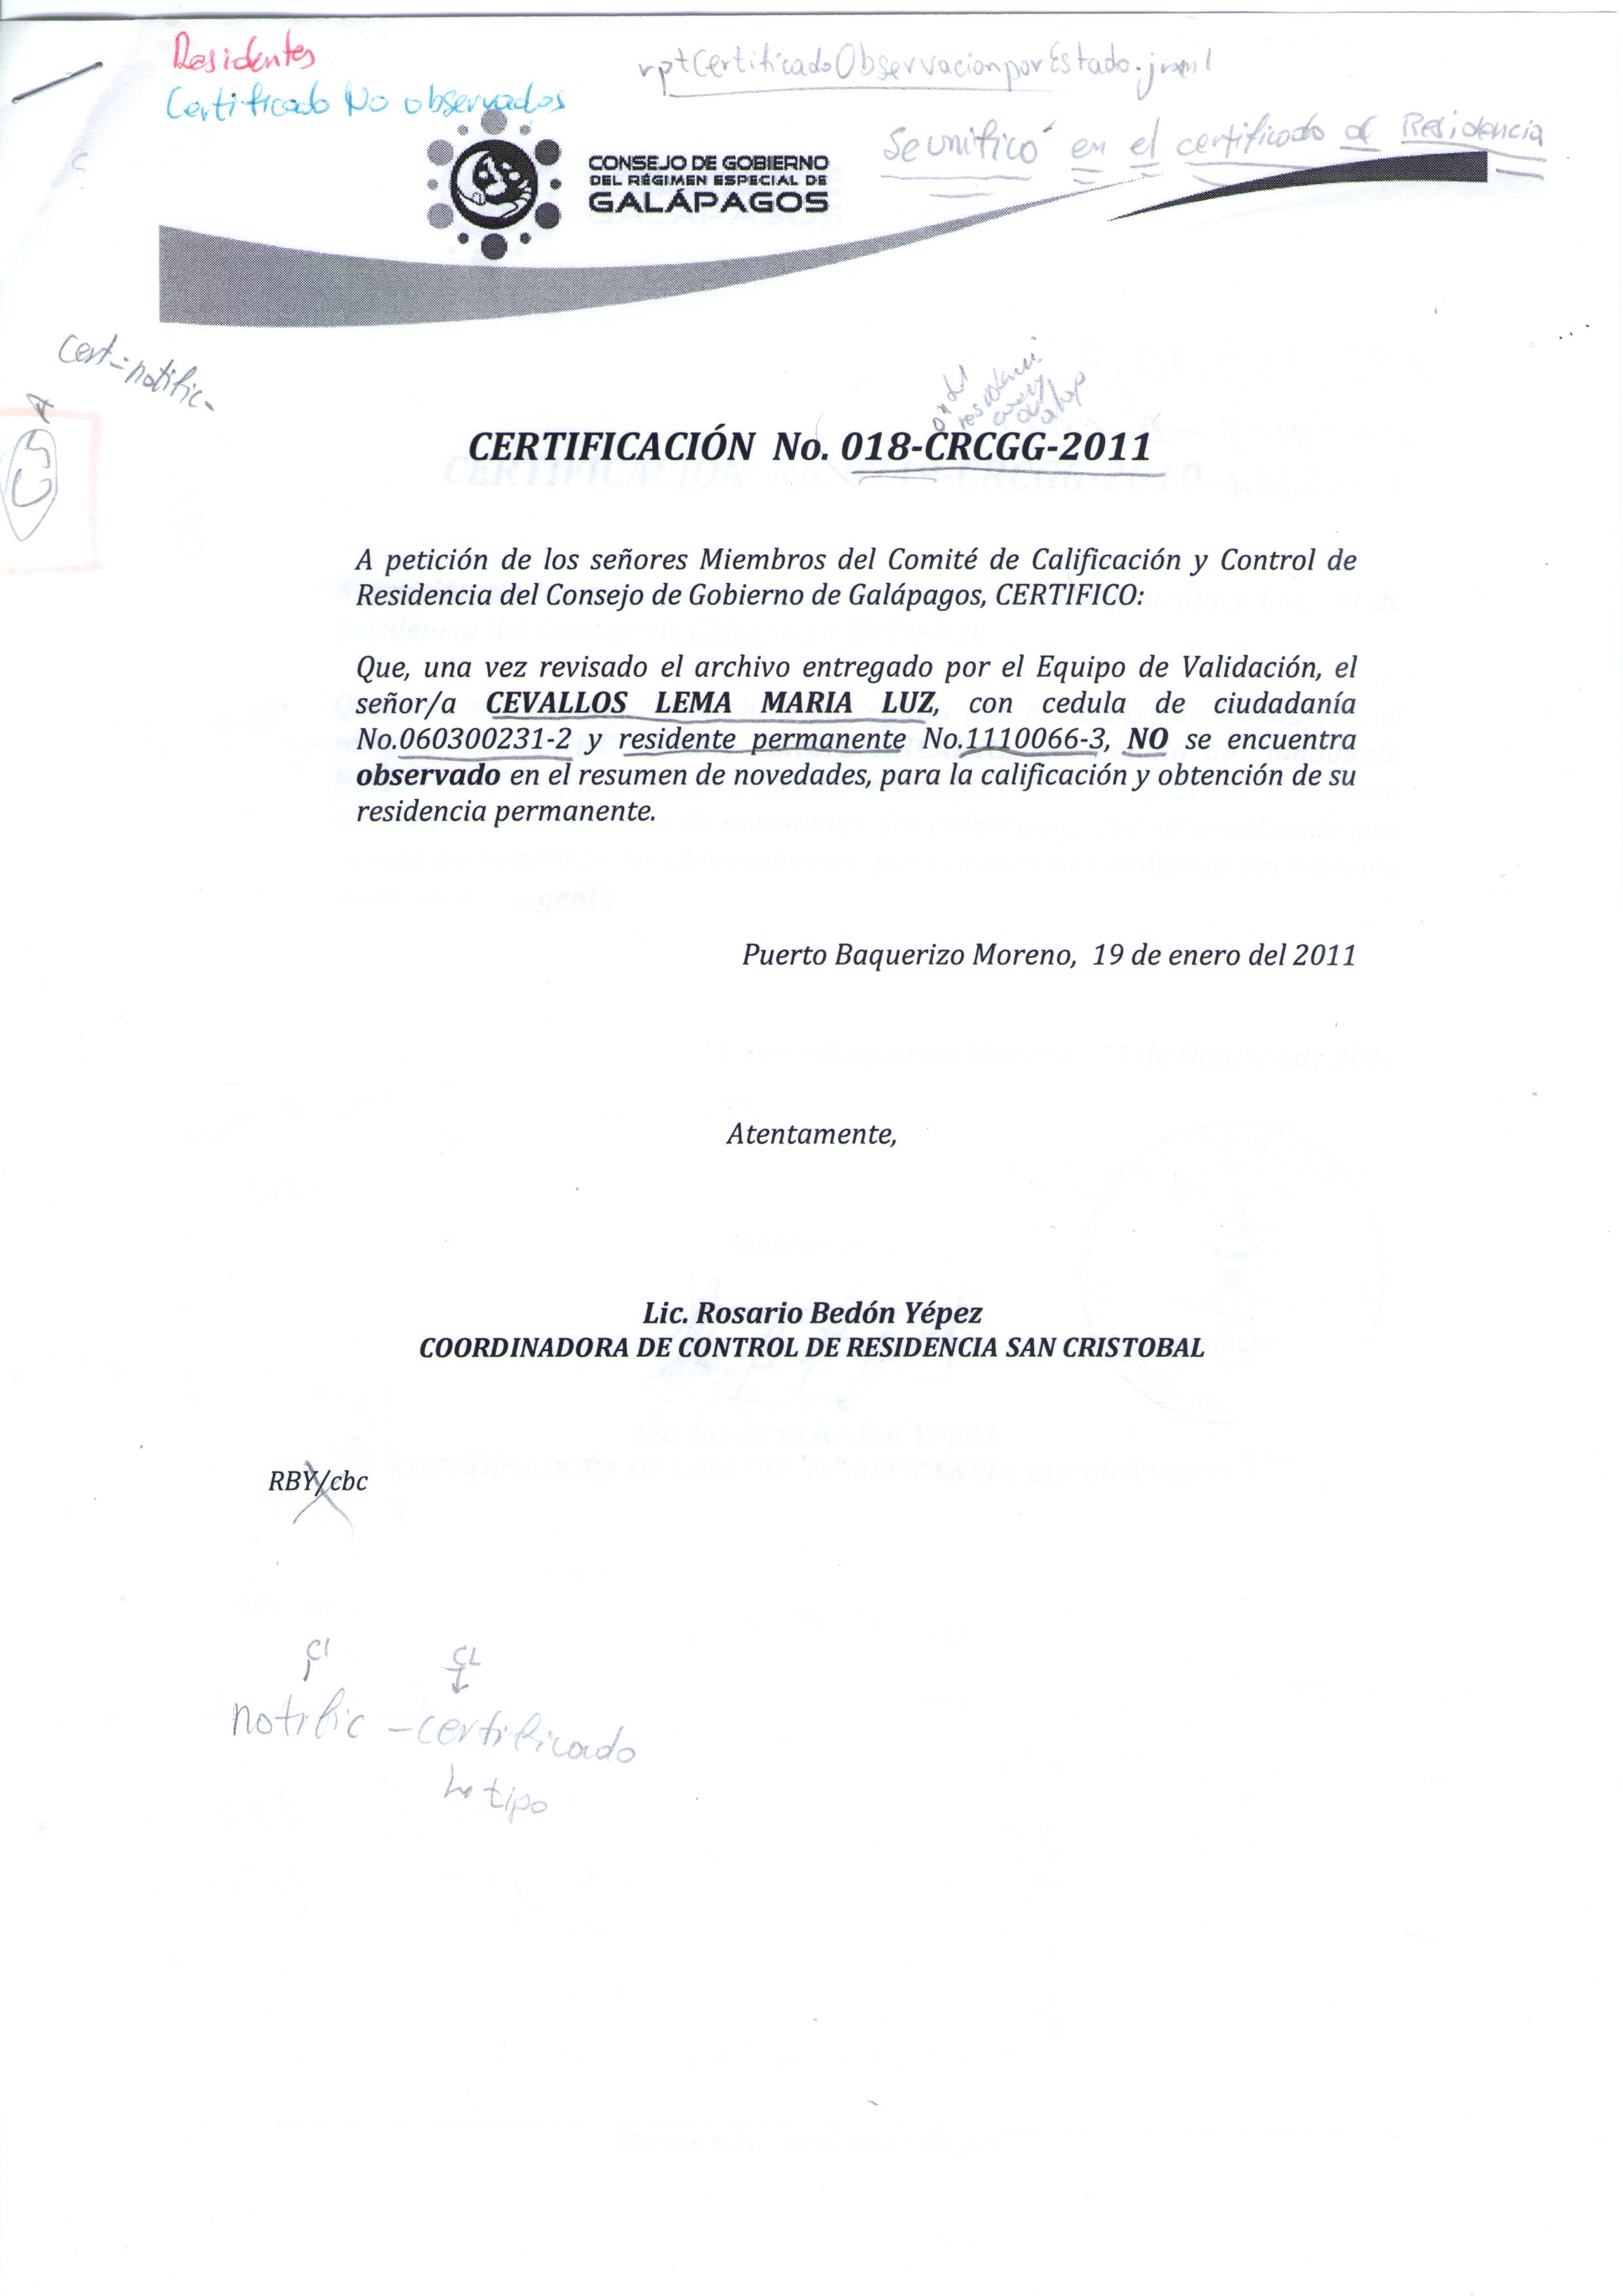 Residentes
Certificado No observados
rptCertificadoObservacionporEstado.jrxml
Se unificó en el certificado de Residencia
CONSEJO DE GOBIERNO
DEL RÉGIMEN ESPECIAL DE
GALÁPAGOS
Cert-notific-
CERTIFICACIÓN No. 018-CRCGG-2011
A petición de los señores Miembros del Comité de Calificación y Control de
Residencia del Consejo de Gobierno de Galápagos, CERTIFICO:
Que, una vez revisado el archivo entregado por el Equipo de Validación, el
señor/a CEVALLOS LEMA MARIA LUZ, con cedula de ciudadanía
No.060300231-2 y residente permanente No.1110066-3, NO se encuentra
observado en el resumen de novedades, para la calificación y obtención de su
residencia permanente.
Puerto Baquerizo Moreno, 19 de enero del 2011
Atentamente,
Lic. Rosario Bedón Yépez
COORDINADORA DE CONTROL DE RESIDENCIA SAN CRISTOBAL
RBY/cbc
CI CL
notific - certificado
tipo